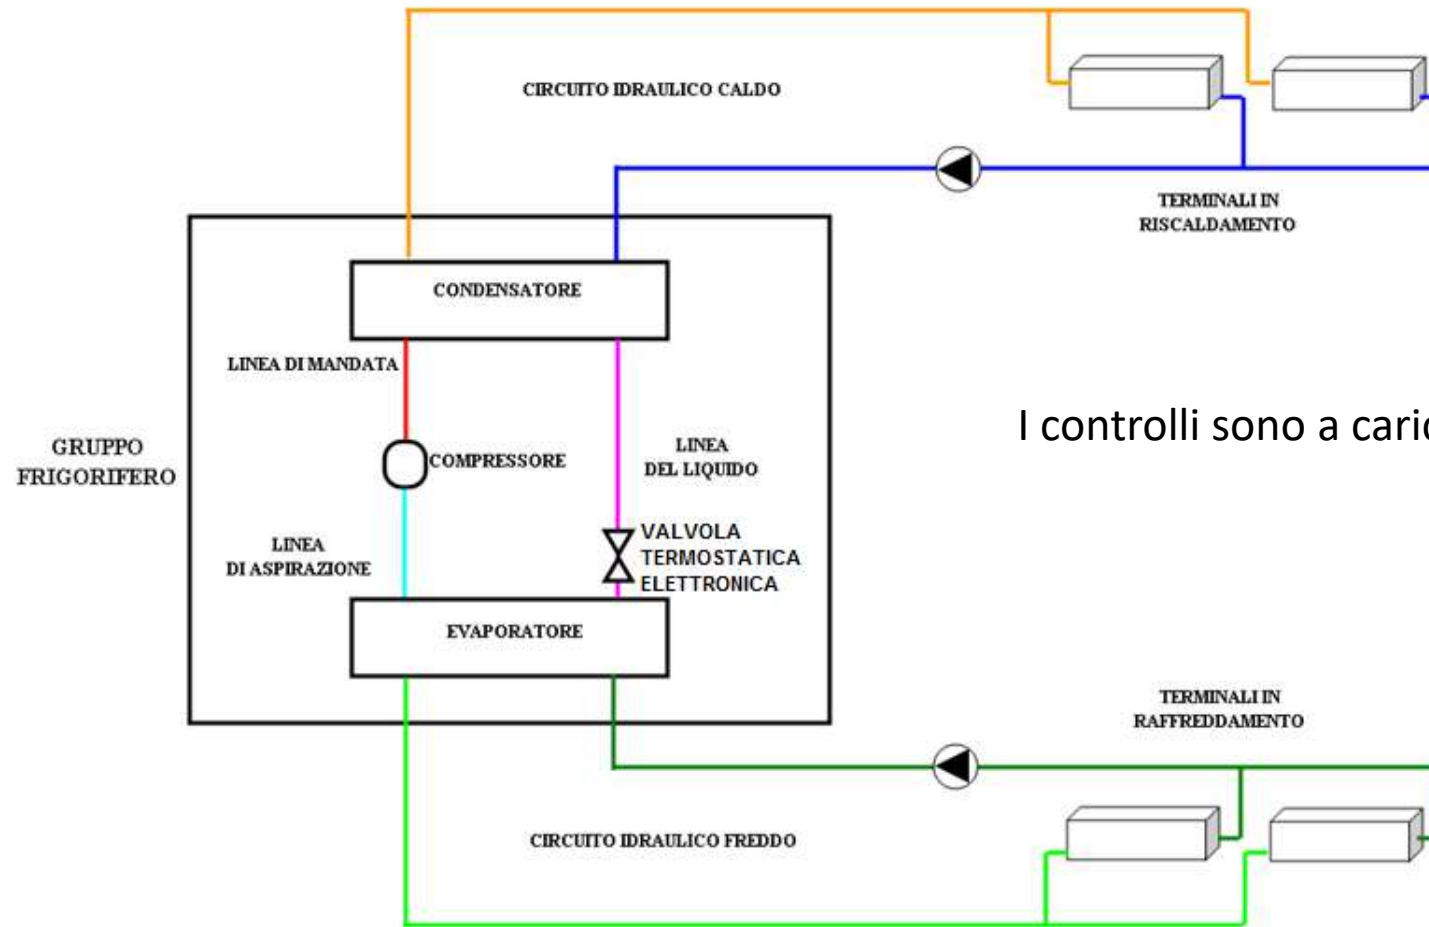 CIRCUITO IDRAULICO CALDO
TERMINALI IN
RISCALDAMENTO
CONDENSATORE
LINEA DI MANDATA
GRUPPO
FRIGORIFERO
COMPRESSORE
LINEA
DEL LIQUIDO
I controlli sono a caric
LINEA
DI ASPIRAZIONE
VALVOLA
TERMOSTATICA
ELETTRONICA
EVAPORATORE
TERMINALI IN
RAFFREDDAMENTO
CIRCUITO IDRAULICO FREDDO